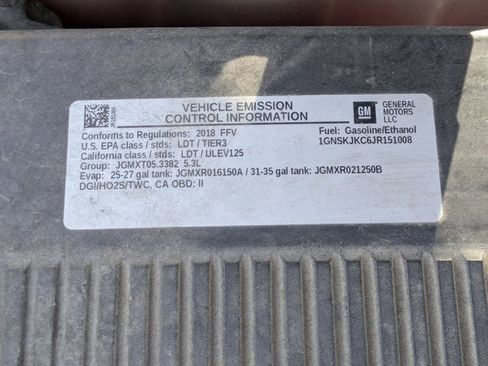 VEHICLE EMISSION
CONTROL INFORMATION
GM
GENERAL
MOTORS
LLC
Conforms to Regulations: 2018 FFV
Fuel: Gasoline/Ethanol
U.S. EPA class / stds: LDT / TIER3
1GNSKJKC6JR151008
California class / stds: LDT / ULEV125
Group: JGMXT05.3382 5.3L
Evap: 25-27 gal tank: JGMXR016150A / 31-35 gal tank: JGMXR021250B
DGI/HO2S/TWC, CA OBD: II